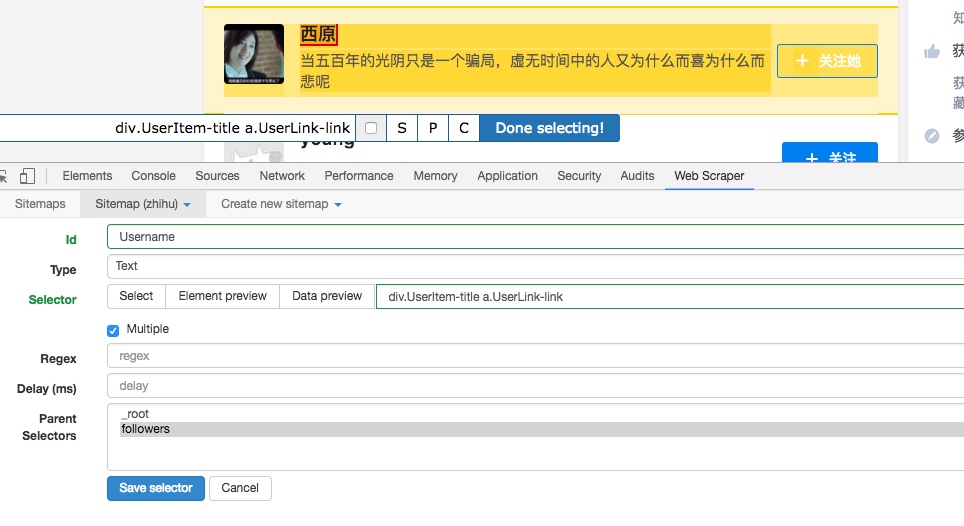 知
西原
当五百年的光阴只是一个骗局，虚无时间中的人又为什么而喜为什么而
悲呢
+ 关注她
获
获
藏
div.UserItem-title a.UserLink-link S P C Done selecting!
young
+ 关注
参
Elements Console Sources Network Performance Memory Application Security Audits Web Scraper
Sitemaps Sitemap (zhihu) Create new sitemap
Id Username
Type Text
Selector Select Element preview Data preview div.UserItem-title a.UserLink-link
Multiple
Regex regex
Delay (ms) delay
Parent Selectors
_root
followers
Save selector Cancel